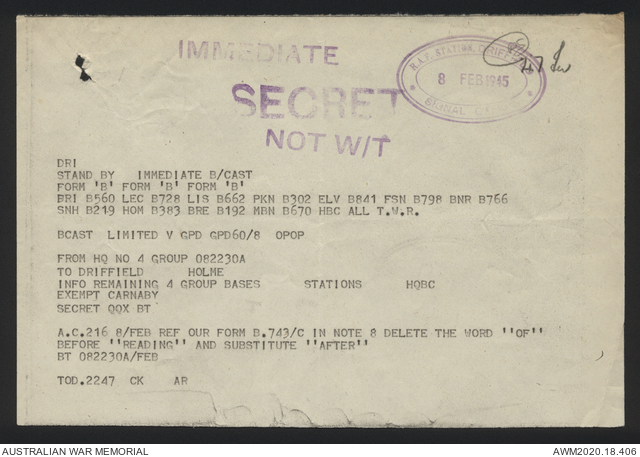 IMMEDIATE
SECRET
NOT W/T
R.A.F. STATION, DRIFFIELD
8 FEB 1945
SIGNAL
DRI
STAND BY IMMEDIATE B/CAST
FORM 'B' FORM 'B' FORM 'B'
BRI B560 LEC B728 LIS B662 PKN B302 ELV B841 FSN B798 BNR B766
SNH B219 HOM B383 BRE B192 MBN B670 HBC ALL T.W.R.
BCAST LIMITED V GPD GPD60/8 OPOP
FROM HQ NO 4 GROUP 082230A
TO DRIFFIELD HOLME
INFO REMAINING 4 GROUP BASES STATIONS HQBC
EXEMPT CARNABY
SECRET QQX BT
A.C.216 8/FEB REF OUR FORM B.743/C IN NOTE 8 DELETE THE WORD ''OF''
BEFORE ''READING'' AND SUBSTITUTE ''AFTER''
BT 082230A/FEB
TOD.2247 CK AR
AUSTRALIAN WAR MEMORIAL AWM2020.18.406